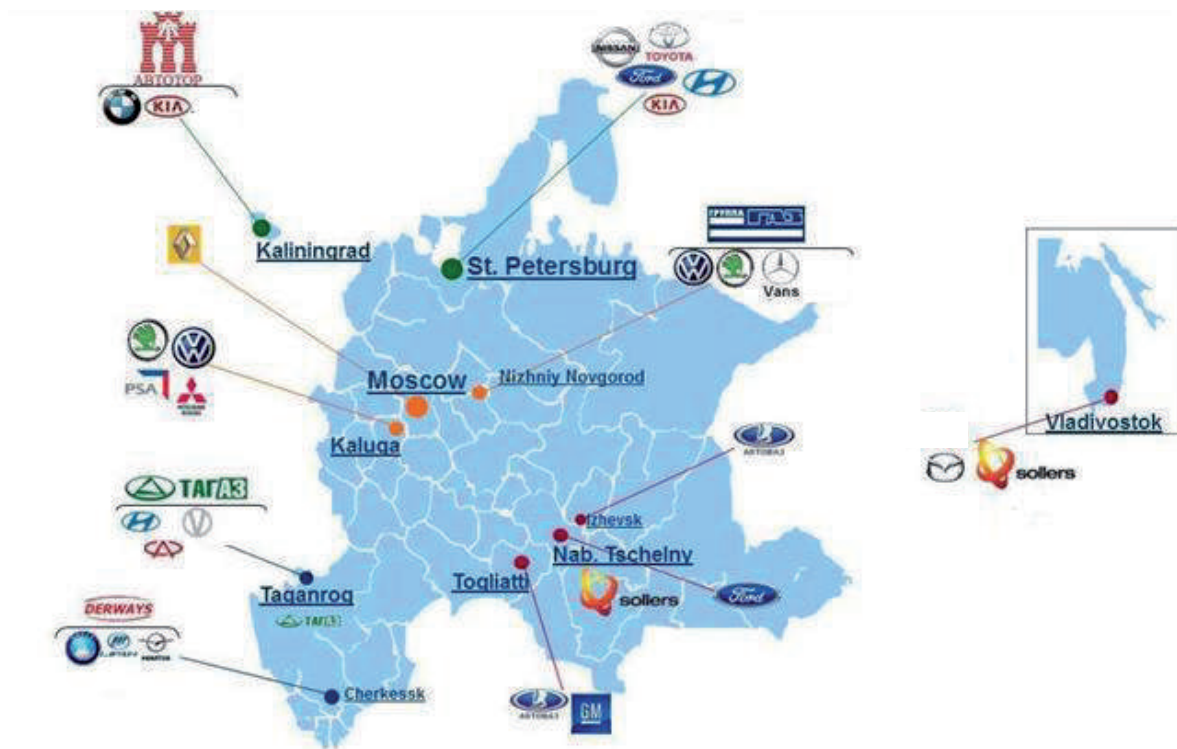 АВТОТОР
KIA
NISSAN
TOYOTA
Ford
KIA
Kaliningrad
St. Petersburg
ГРУППА ГАЗ
Vans
PSA
Moscow
Nizhniy Novgorod
Kaluga
АВТОВАЗ
Vladivostok
sollers
ТАГАЗ
Izhevsk
Nab. Tschelny
Togliatti
Taganrog
ТАГАЗ
sollers
Ford
DERWAYS
Cherkessk
АВТОВАЗ
GM